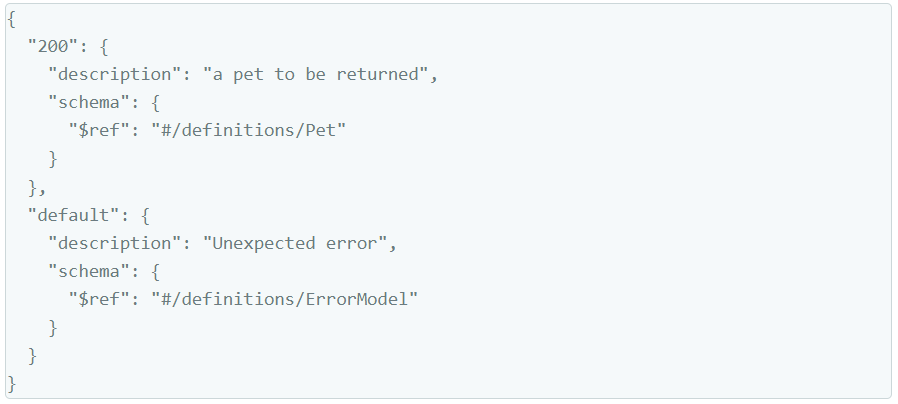 {
  "200": {
    "description": "a pet to be returned",
    "schema": {
      "$ref": "#/definitions/Pet"
    }
  },
  "default": {
    "description": "Unexpected error",
    "schema": {
      "$ref": "#/definitions/ErrorModel"
    }
  }
}